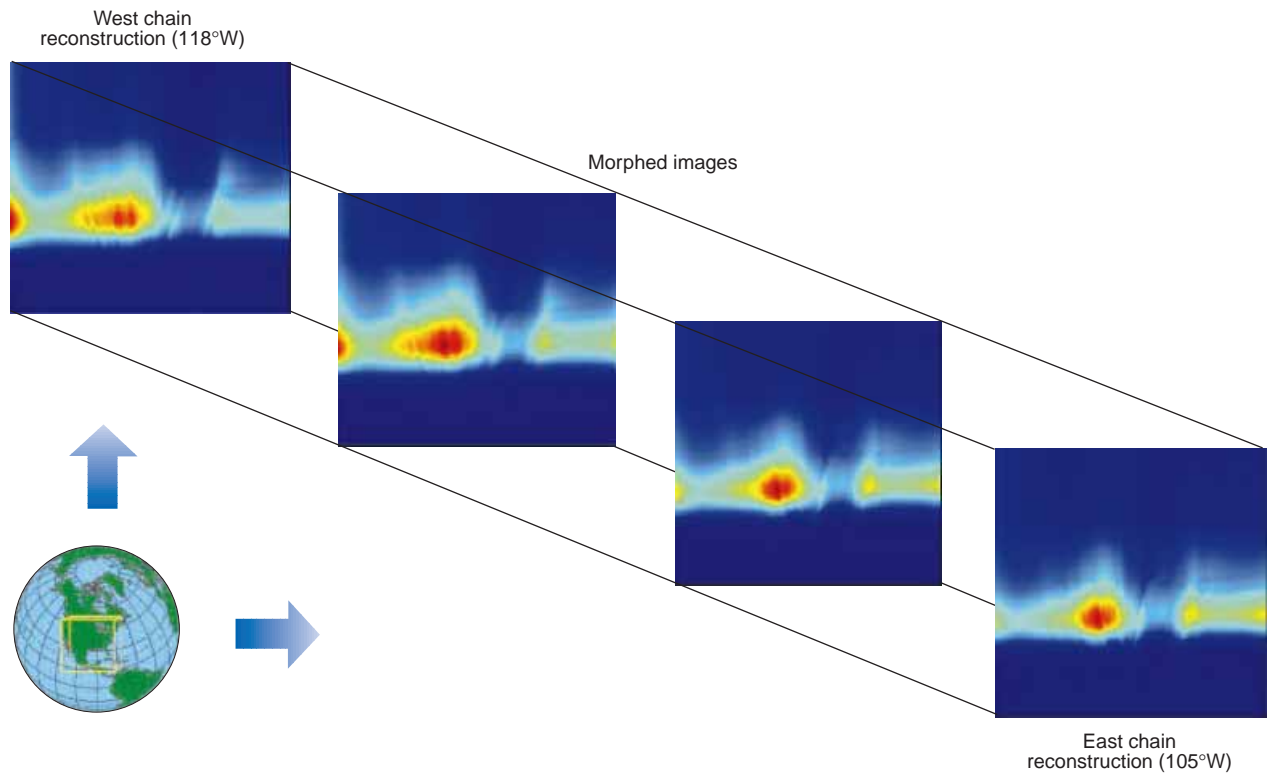 West chain
reconstruction (118°W)
Morphed images
East chain
reconstruction (105°W)